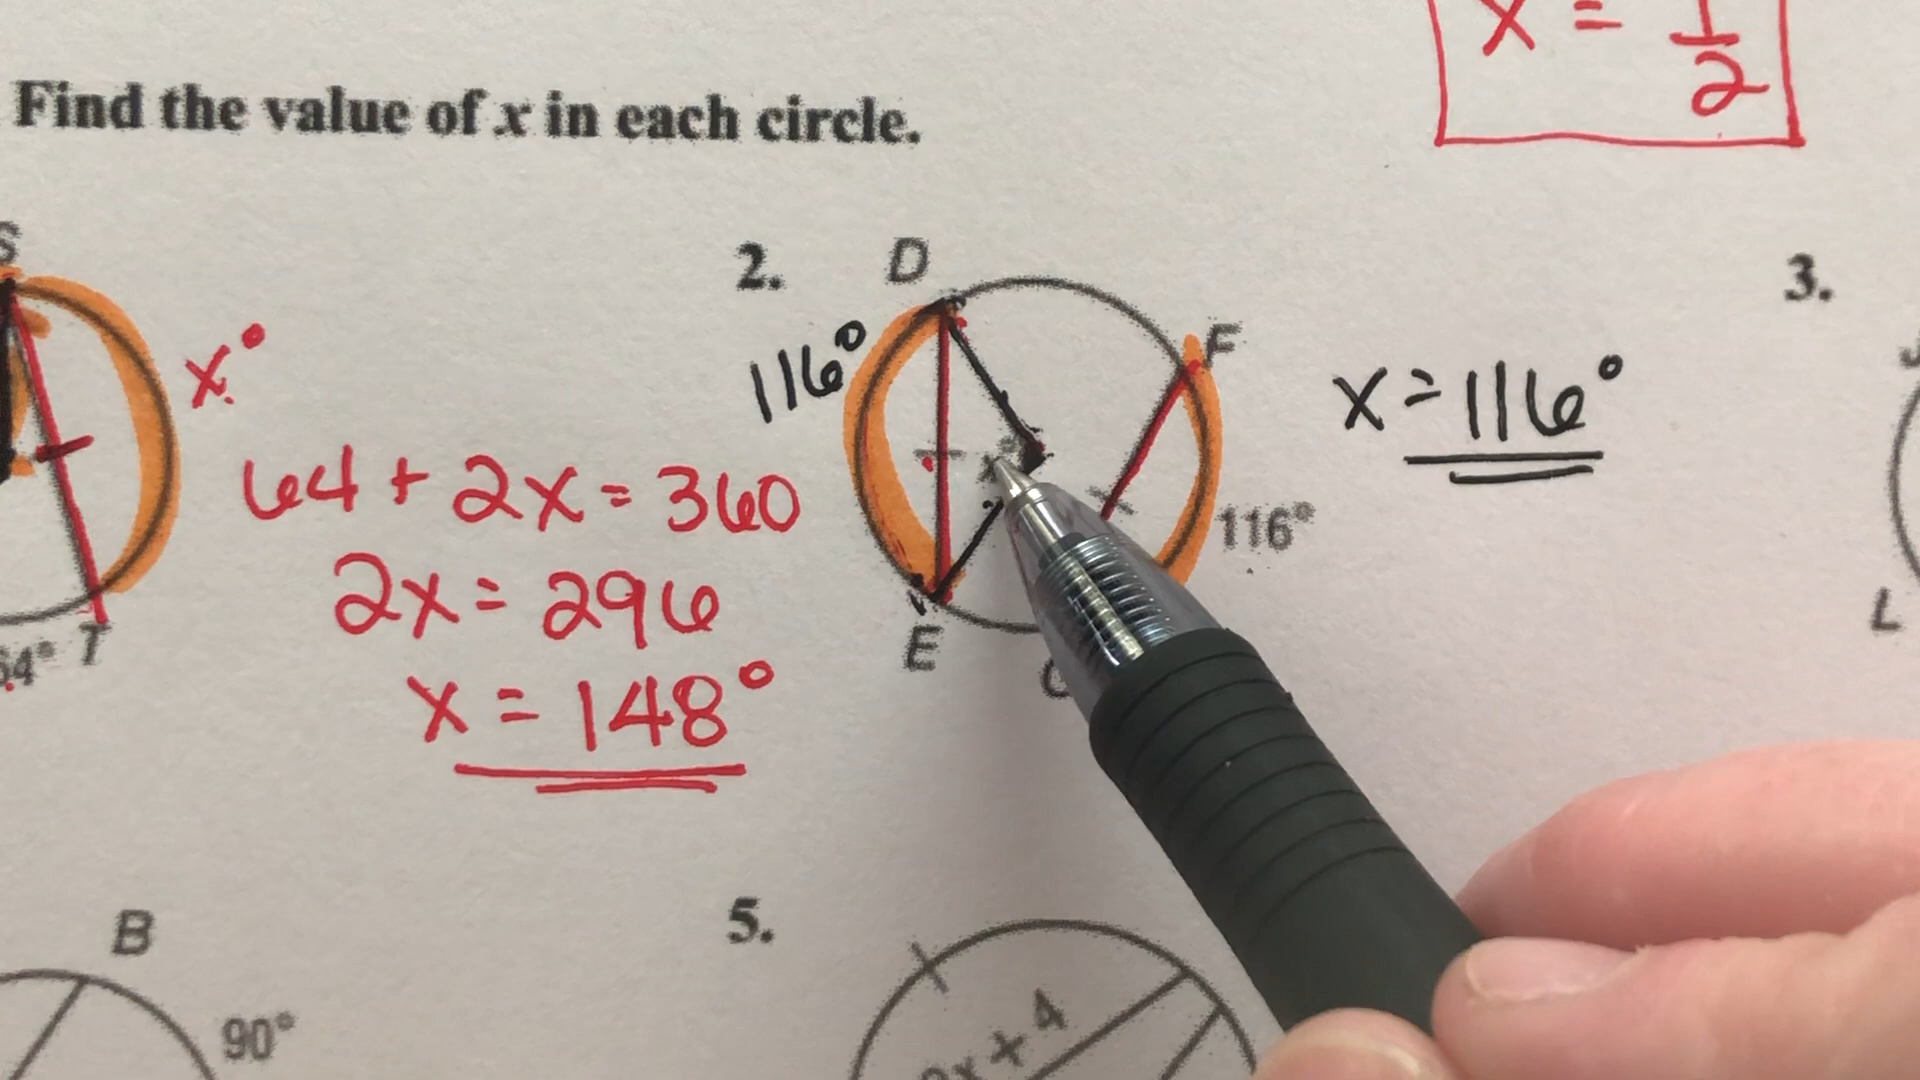 x = 1/2
Find the value of x in each circle.
S
x°
64 + 2x = 360
2x = 296
x = 148°
T
2.
D
116°
F
116°
E
x = 116°
3.
L
B
90°
5.
x + 4